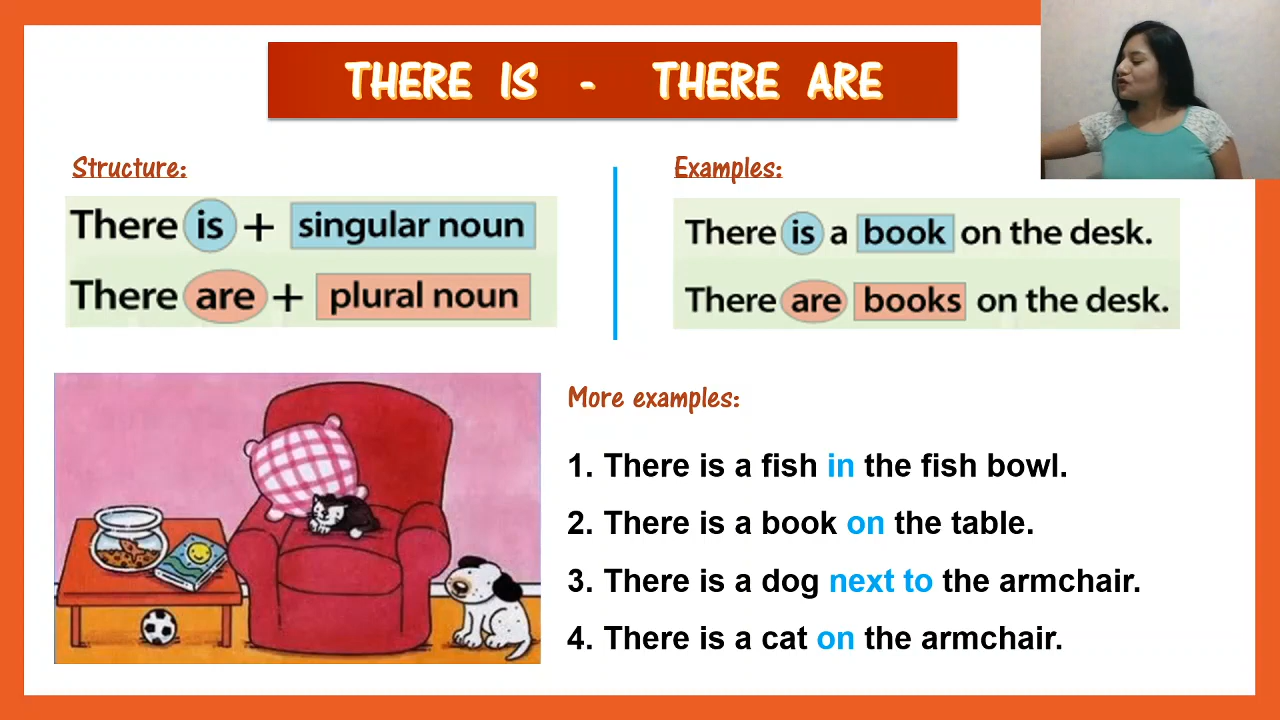 THERE IS - THERE ARE
Structure:
There is + singular noun
There are + plural noun
Examples:
There is a book on the desk.
There are books on the desk.
More examples:
1. There is a fish in the fish bowl.
2. There is a book on the table.
3. There is a dog next to the armchair.
4. There is a cat on the armchair.